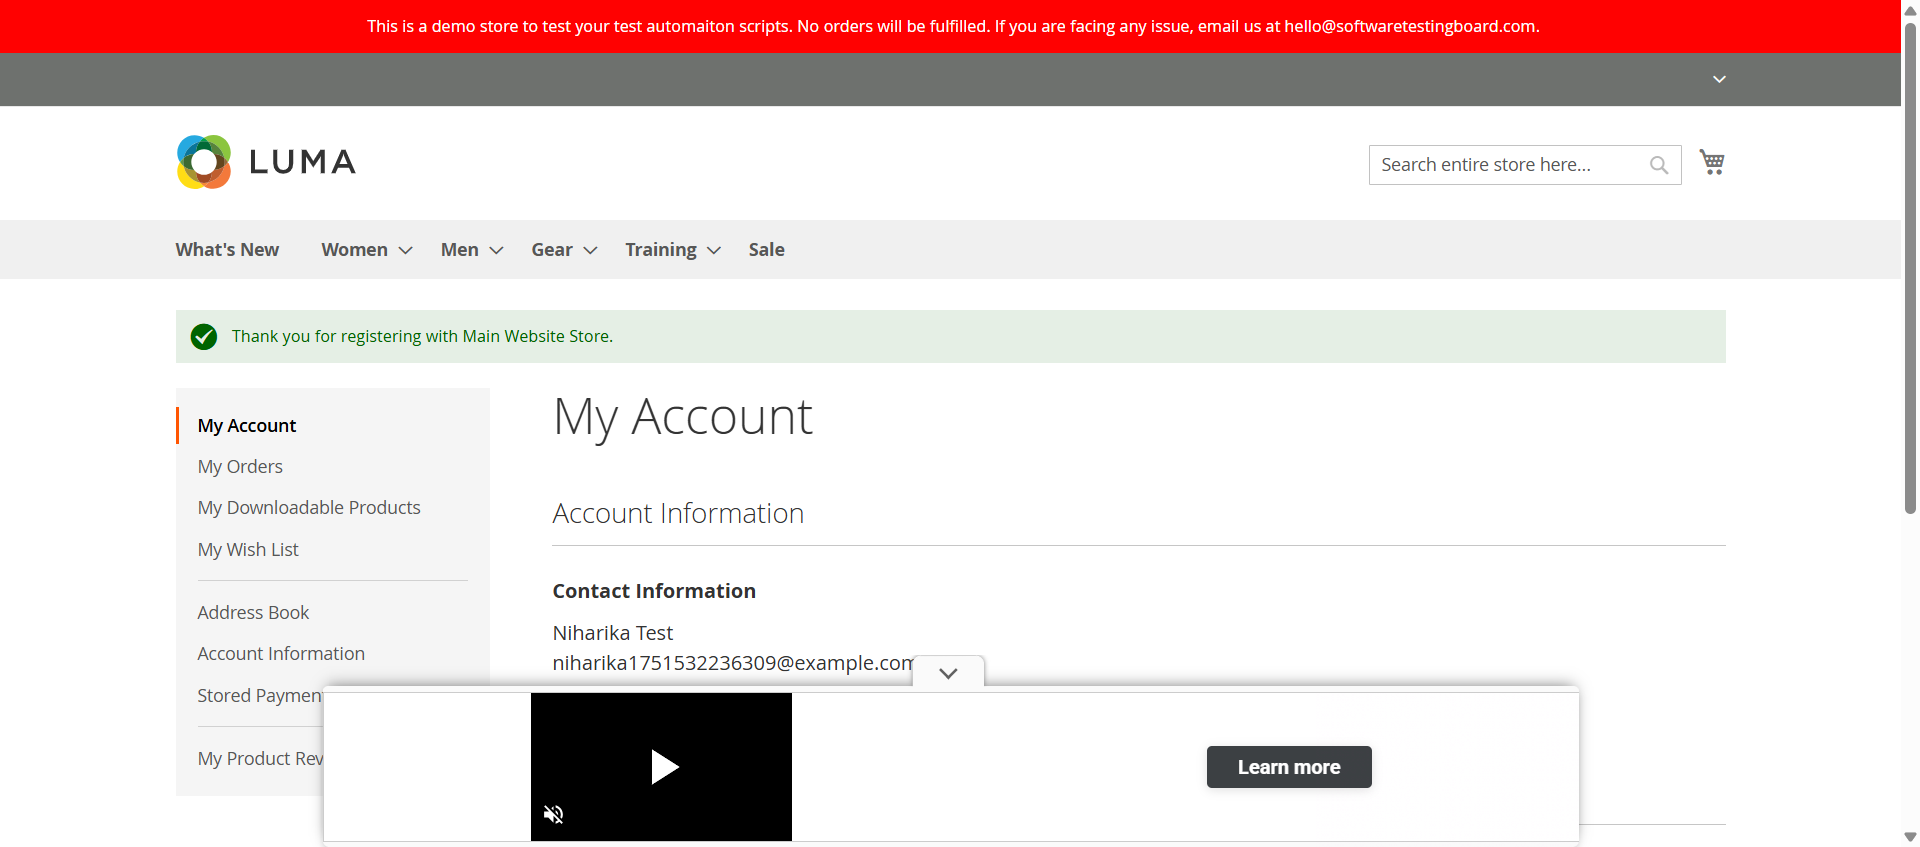 This is a demo store to test your test automaiton scripts. No orders will be fulfilled. If you are facing any issue, email us at hello@softwaretestingboard.com.
LUMA
Search entire store here...
What's New Women Men Gear Training Sale
Thank you for registering with Main Website Store.
My Account
My Orders
My Downloadable Products
My Wish List
Address Book
Account Information
Stored Paymen
My Product Rev
My Account
Account Information
Contact Information
Niharika Test
niharika1751532236309@example.com
Learn more